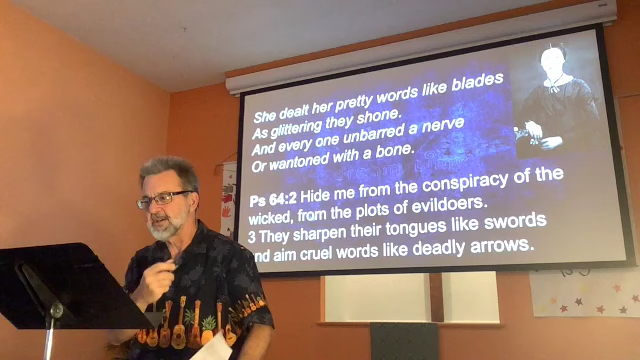 She dealt her pretty words like blades
As glittering they shone.
And every one unbarred a nerve
Or wantoned with a bone.
Ps 64:2 Hide me from the conspiracy of the
wicked, from the plots of evildoers.
3 They sharpen their tongues like swords
nd aim cruel words like deadly arrows.